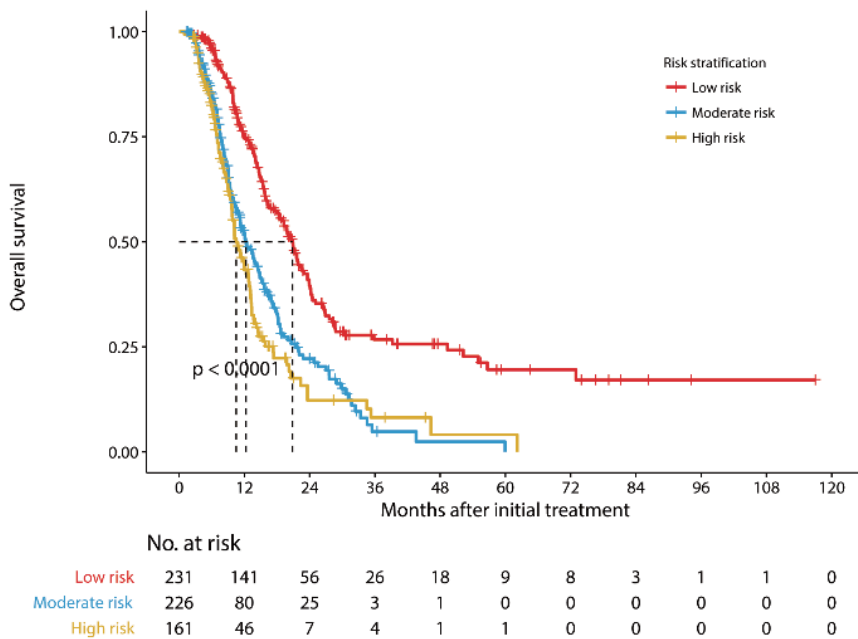 Risk stratification
Low risk
Moderate risk
High risk
Overall survival
1.00
0.75
0.50
0.25
0.00
p < 0.0001
0 12 24 36 48 60 72 84 96 108 120
Months after initial treatment
No. at risk
Low risk 231 141 56 26 18 9 8 3 1 1 0
Moderate risk 226 80 25 3 1 0 0 0 0 0 0
High risk 161 46 7 4 1 1 0 0 0 0 0